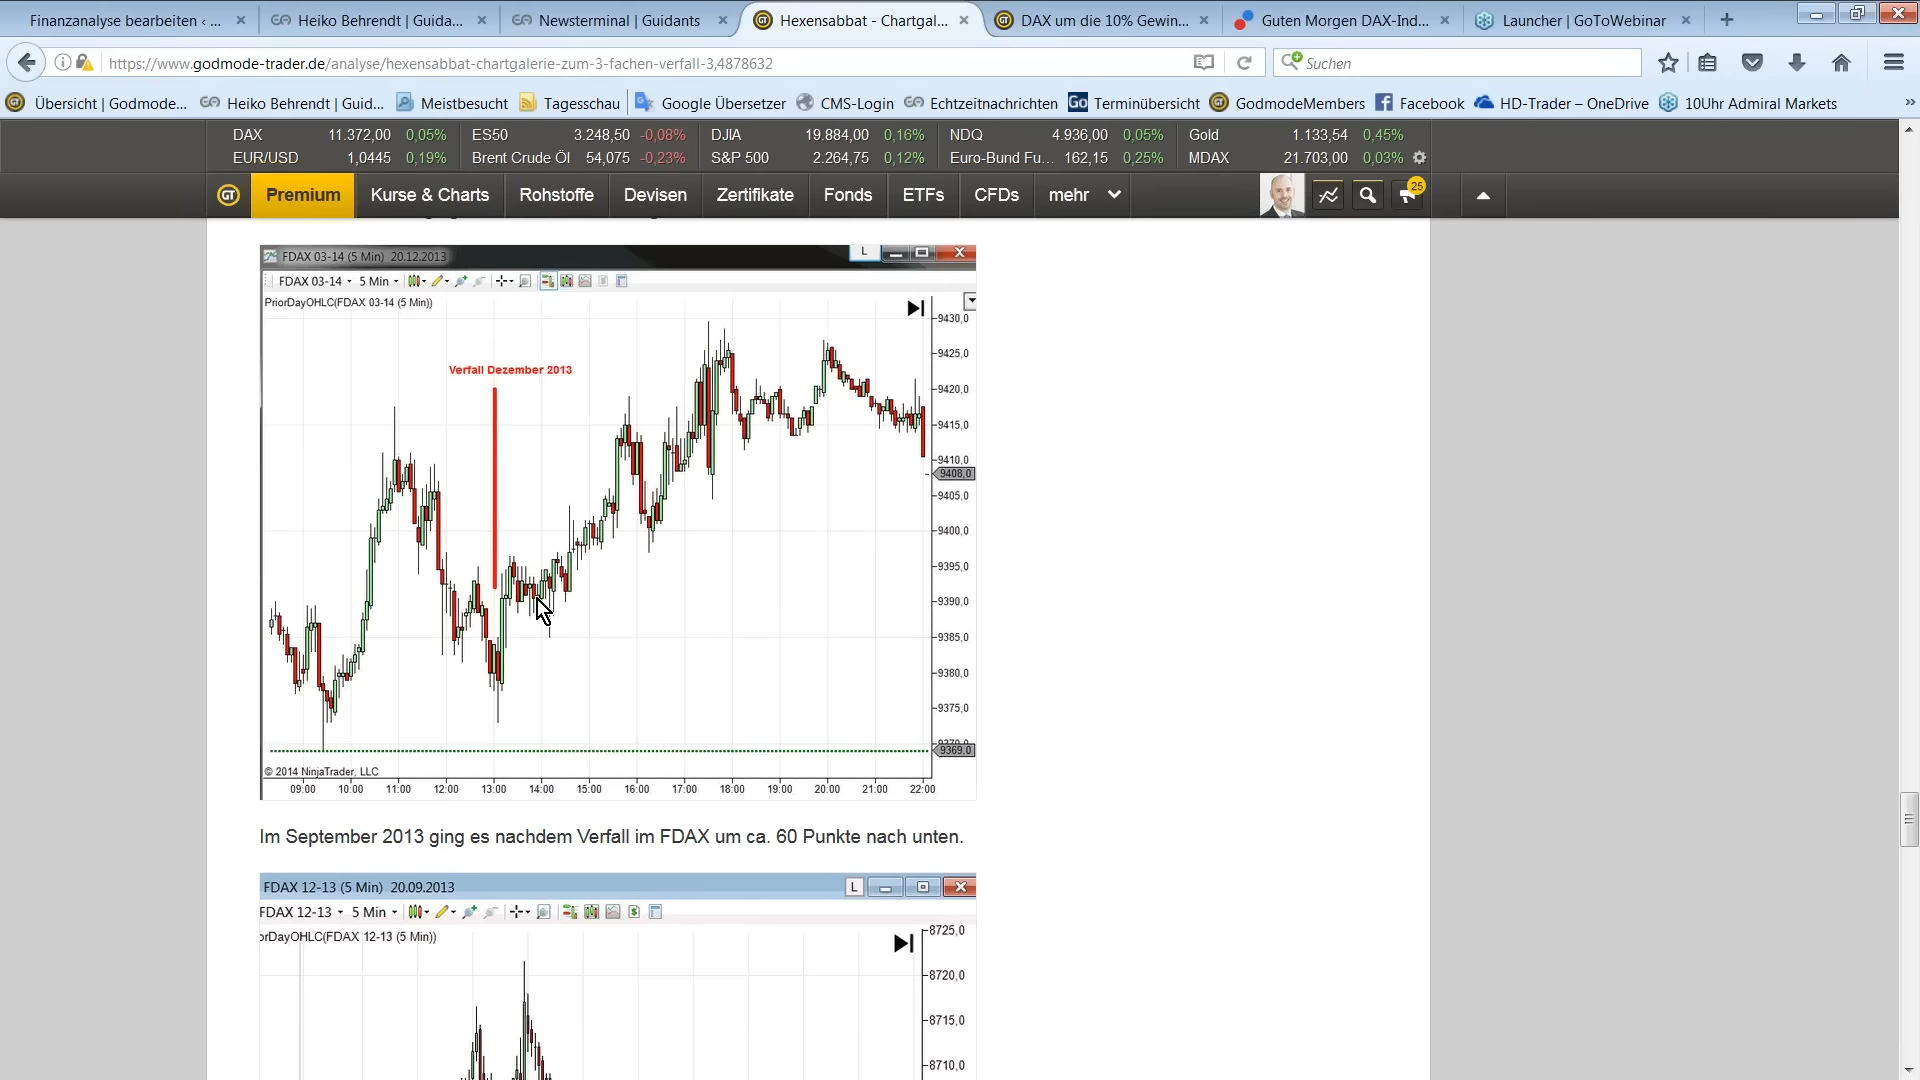 Finanzanalyse bearbeiten ‹ ...
Heiko Behrendt | Guida...
Newsterminal | Guidants
Hexensabbat - Chartgal...
DAX um die 10% Gewin...
Guten Morgen DAX-Ind...
Launcher | GoToWebinar
https://www.godmode-trader.de/analyse/hexensabbat-chartgalerie-zum-3-fachen-verfall-3,4878632
Suchen
Übersicht | Godmode...
Heiko Behrendt | Guid...
Meistbesucht
Tagesschau
Google Übersetzer
CMS-Login
Echtzeitnachrichten
Go Terminübersicht
GodmodeMembers
Facebook
HD-Trader – OneDrive
10Uhr Admiral Markets
DAX 11.372,00 0,05% ES50 3.248,50 -0,08% DJIA 19.884,00 0,16% NDQ 4.936,00 0,05% Gold 1.133,54 0,45%
EUR/USD 1,0445 0,19% Brent Crude Öl 54,075 -0,23% S&P 500 2.264,75 0,12% Euro-Bund Fu... 162,15 0,25% MDAX 21.703,00 0,03%
GT Premium Kurse & Charts Rohstoffe Devisen Zertifikate Fonds ETFs CFDs mehr 25
FDAX 03-14 (5 Min) 20.12.2013
L
FDAX 03-14 5 Min
PriorDayOHLC(FDAX 03-14 (5 Min))
9430,0
9425,0
Verfall Dezember 2013
9420,0
9415,0
9410,0
9408,0
9405,0
9400,0
9395,0
9390,0
9385,0
9380,0
9375,0
9370,0
9369,0
© 2014 NinjaTrader, LLC
09:00 10:00 11:00 12:00 13:00 14:00 15:00 16:00 17:00 18:00 19:00 20:00 21:00 22:00
Im September 2013 ging es nachdem Verfall im FDAX um ca. 60 Punkte nach unten.
FDAX 12-13 (5 Min) 20.09.2013
L
FDAX 12-13 5 Min
orDayOHLC(FDAX 12-13 (5 Min))
8725,0
8720,0
8715,0
8710,0